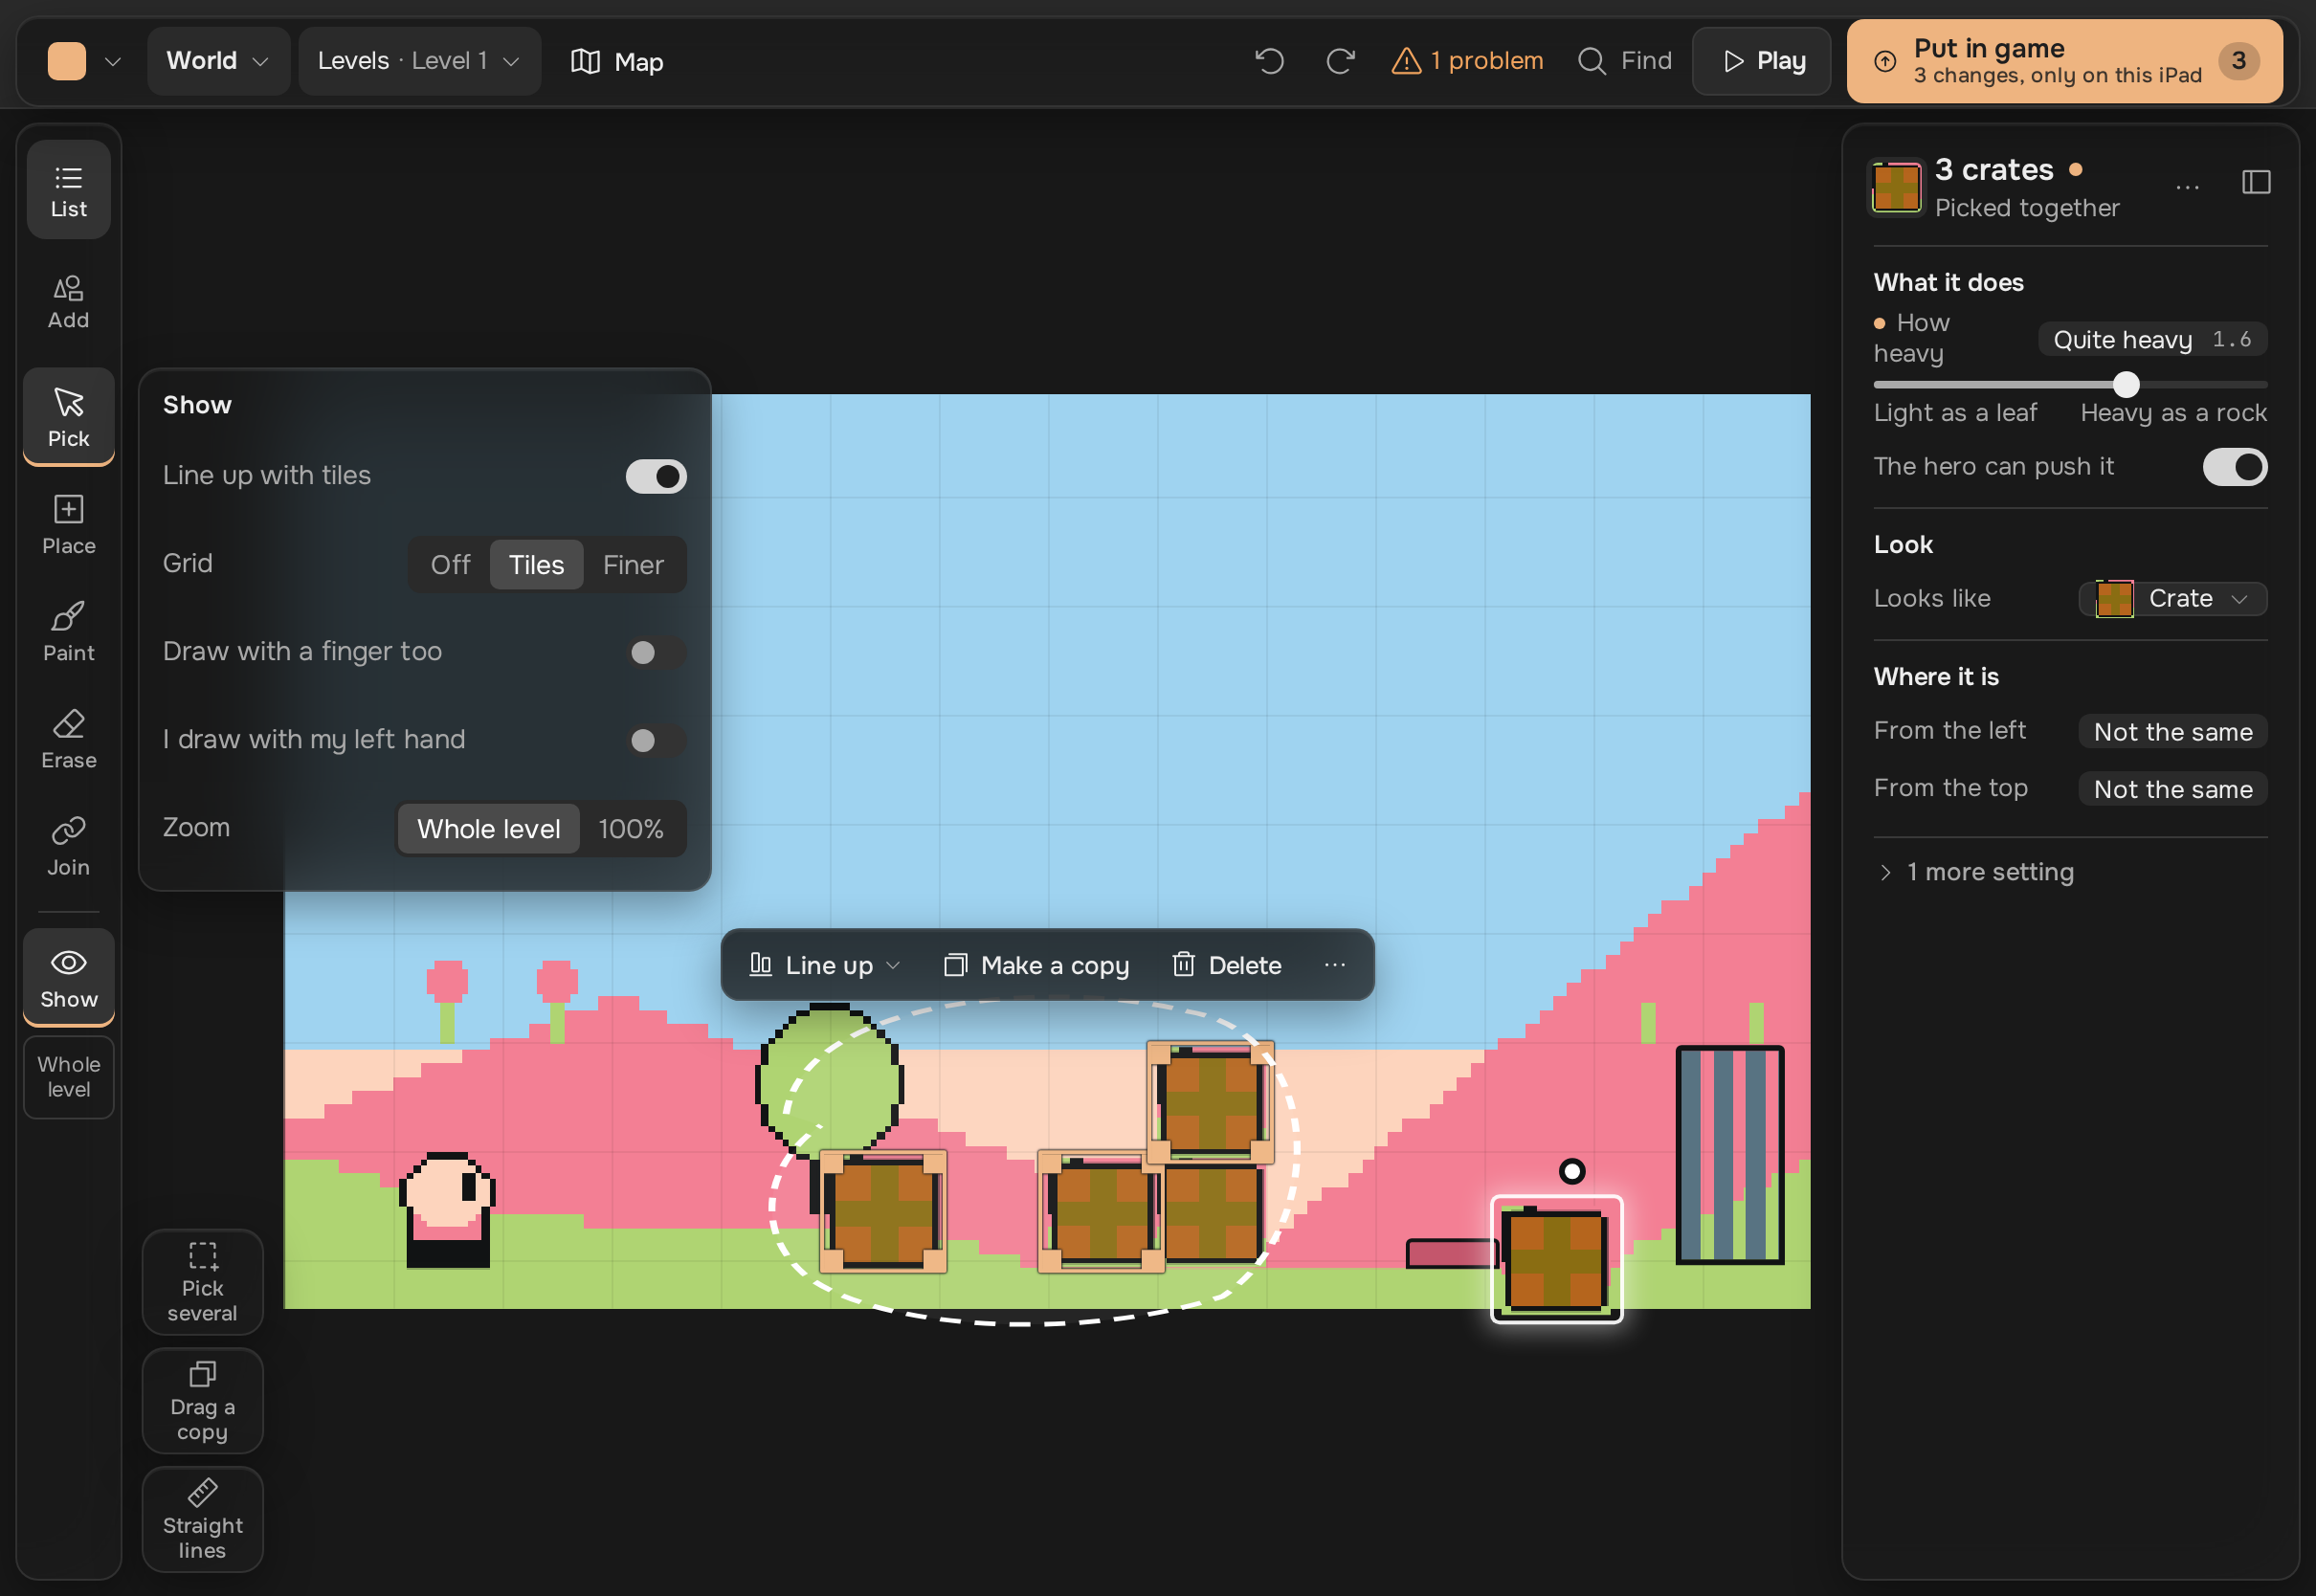 World
Levels · Level 1
Map
1 problem
Find
Play
Put in game
3 changes, only on this iPad
3
List
Add
Pick
Place
Paint
Erase
Join
Show
Whole
level
Show
Line up with tiles
Grid
Off
Tiles
Finer
Draw with a finger too
I draw with my left hand
Zoom
Whole level
100%
Line up
Make a copy
Delete
Pick
several
Drag a
copy
Straight
lines
3 crates
Picked together
What it does
How
heavy
Quite heavy 1.6
Light as a leaf
Heavy as a rock
The hero can push it
Look
Looks like
Crate
Where it is
From the left
Not the same
From the top
Not the same
1 more setting